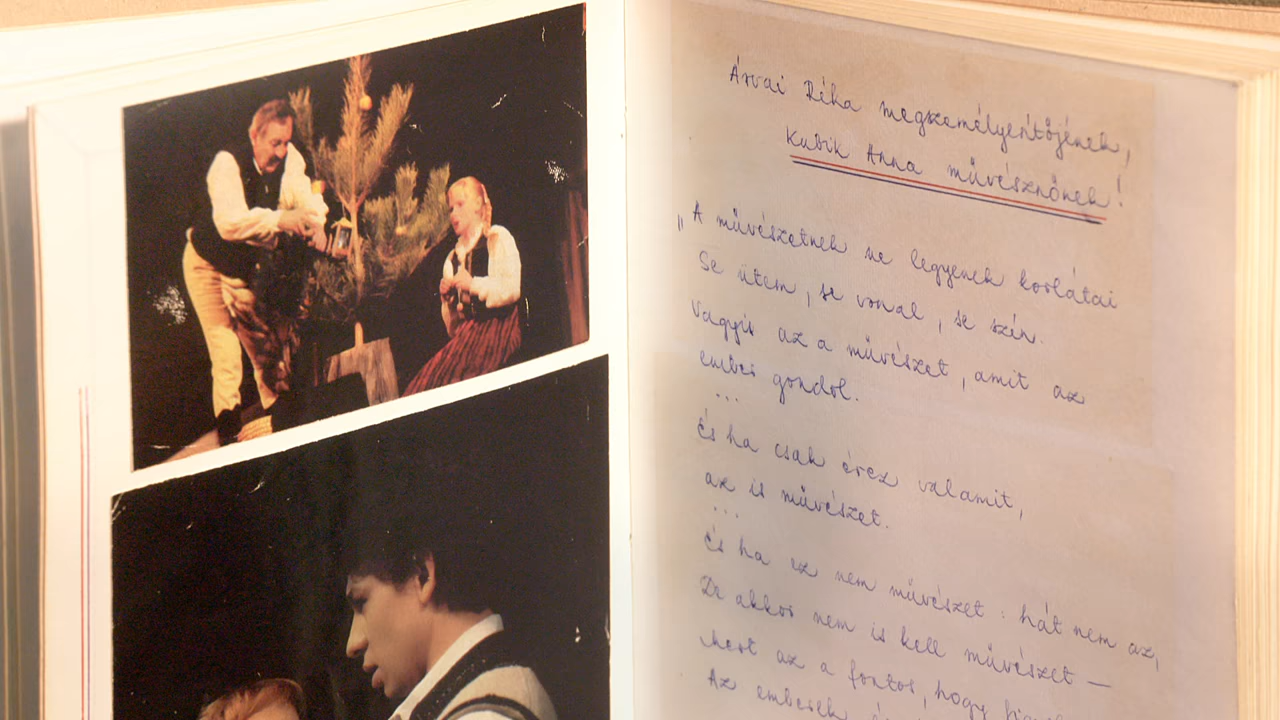 Árvai Réka megszemélyesítőjének,
Kubik Anna művésznőnek!
„A művészetnek ne legyenek korlátai
Se ütem, se vonal, se szín.
Vagyis az a művészet, amit az
ember gondol.
...
És ha csak érez valamit,
az is művészet.
...
És ha ez nem művészet: hát nem az,
De akkor nem is kell művészet —
Mert az a fontos, hogy
Az emberek